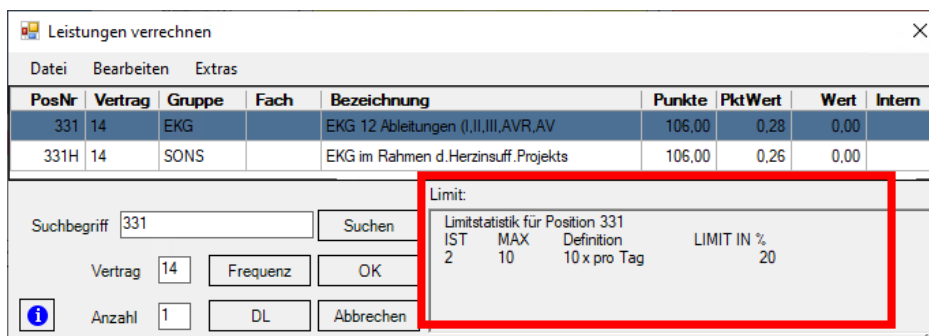 Leistungen verrechnen
Datei Bearbeiten Extras
PosNr Vertrag Gruppe Fach Bezeichnung Punkte PktWert Wert Intern
331 14 EKG EKG 12 Ableitungen (I,II,III,AVR,AV 106,00 0,28 0,00
331H 14 SONS EKG im Rahmen d.Herzinsuff.Projekts 106,00 0,26 0,00
Limit:
Suchbegriff 331 Suchen
Limitstatistik für Position 331
IST MAX Definition LIMIT IN %
2 10 10 x pro Tag 20
Vertrag 14 Frequenz OK
Anzahl 1 DL Abbrechen